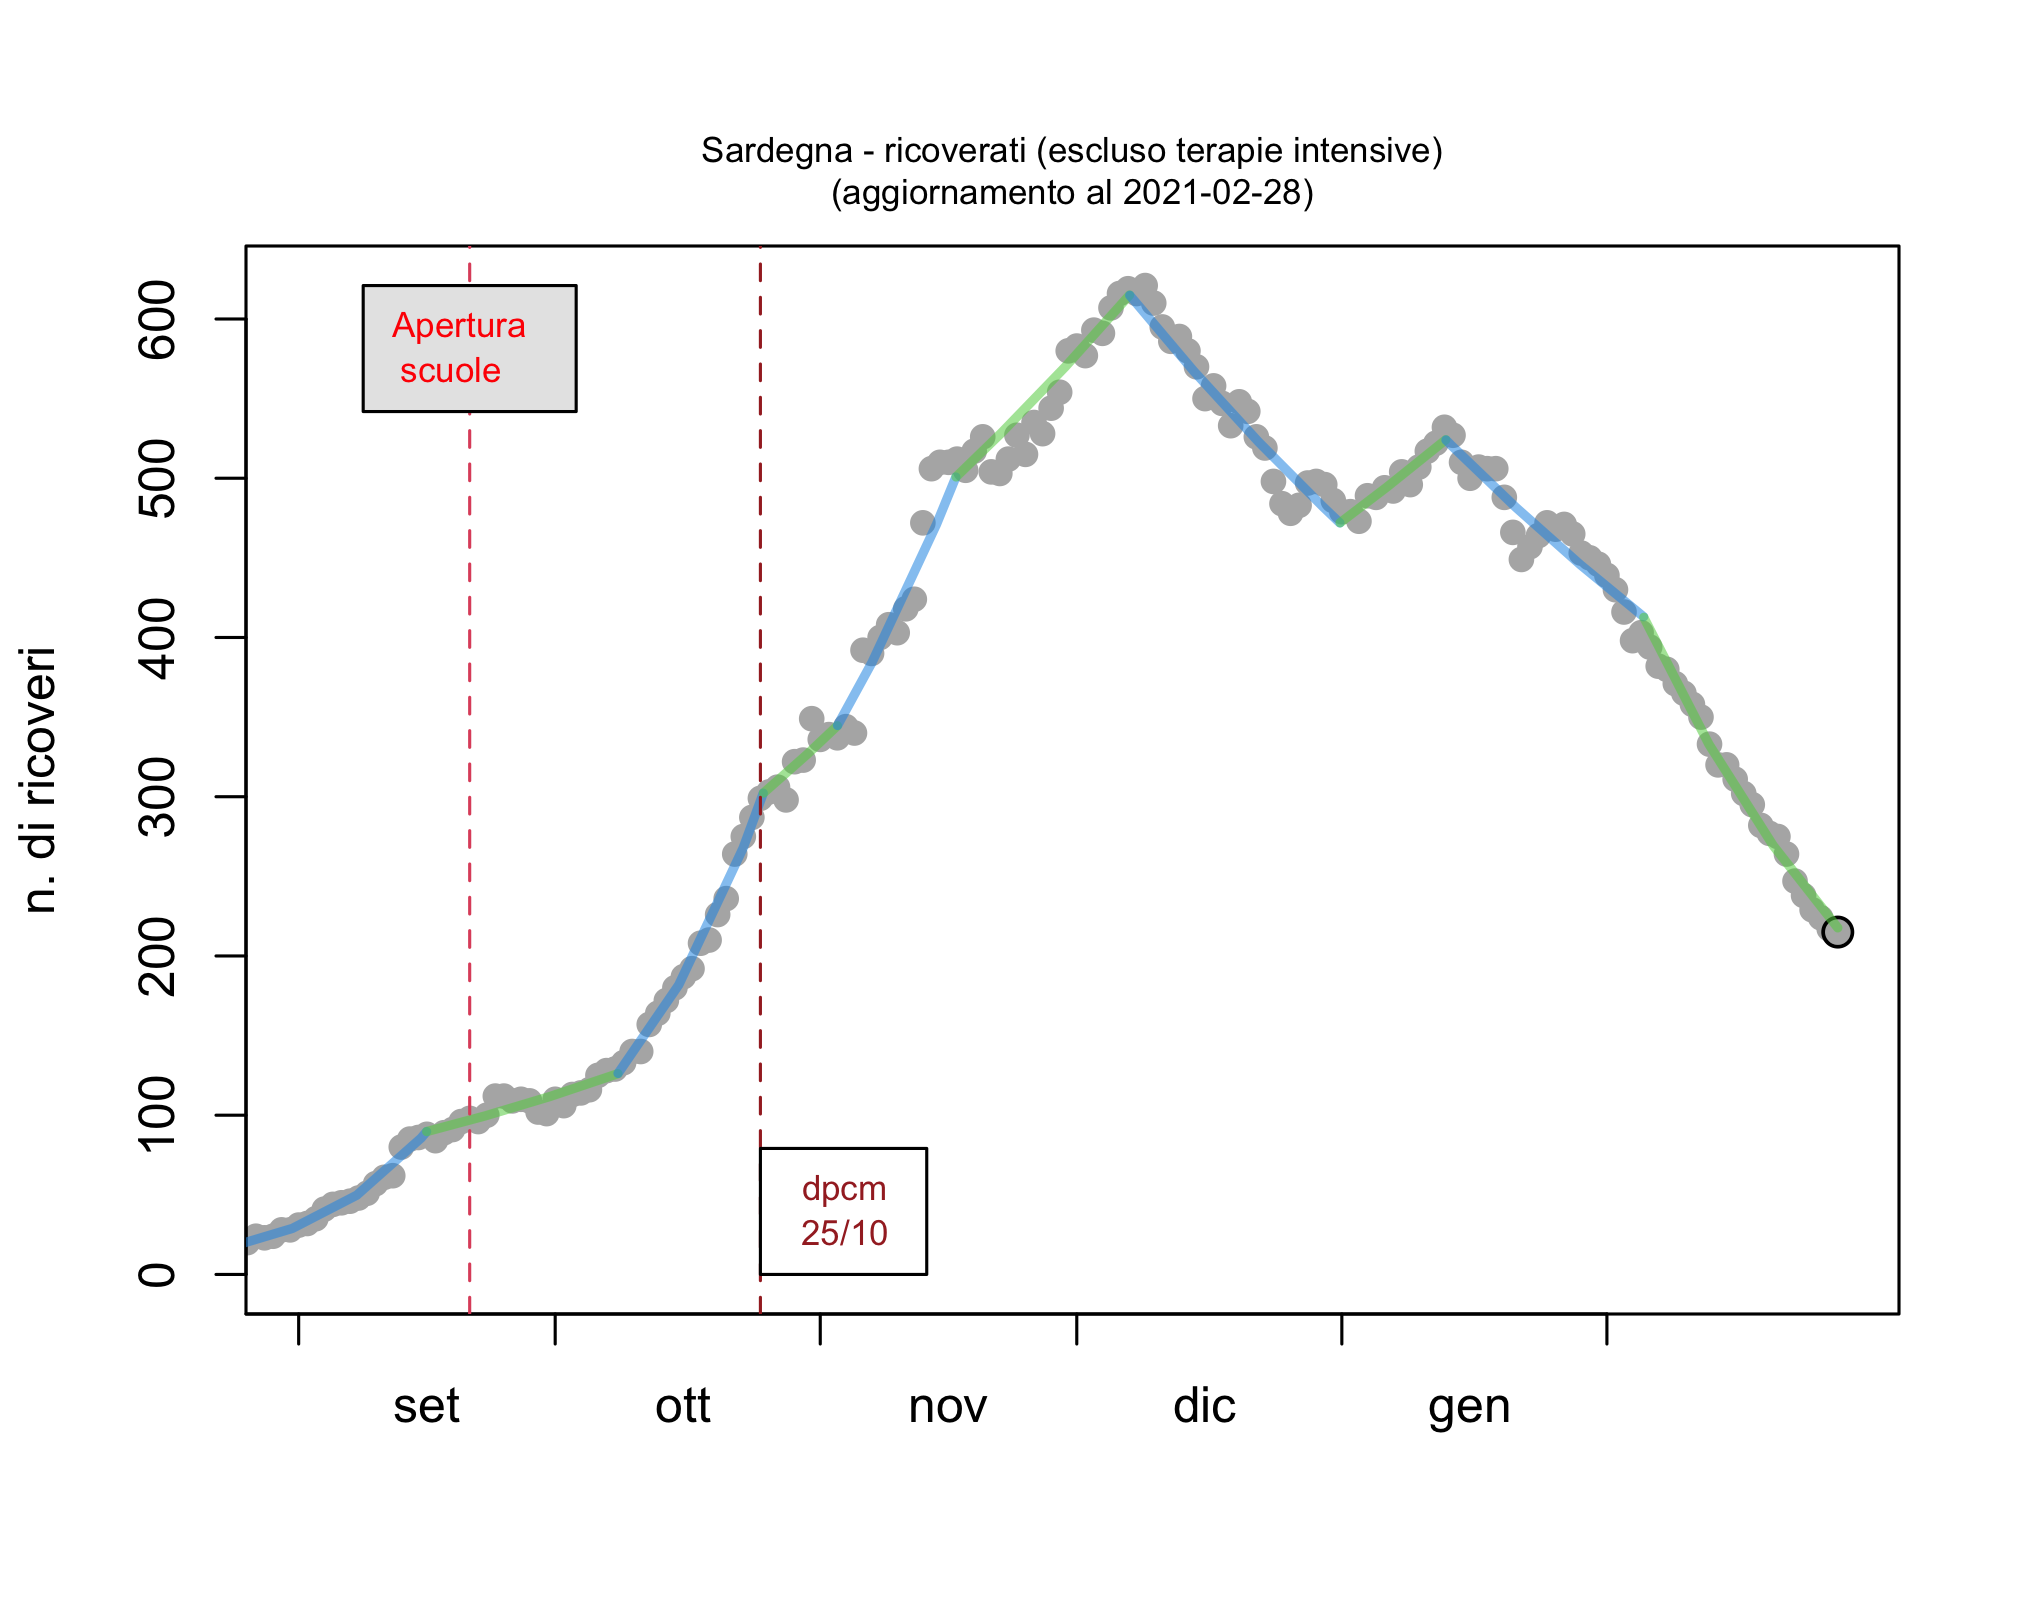 Sardegna - ricoverati (escluso terapie intensive)
(aggiornamento al 2021-02-28)
n. di ricoveri
600
500
400
300
200
100
0
Apertura
scuole
dpcm
25/10
set ott nov dic gen